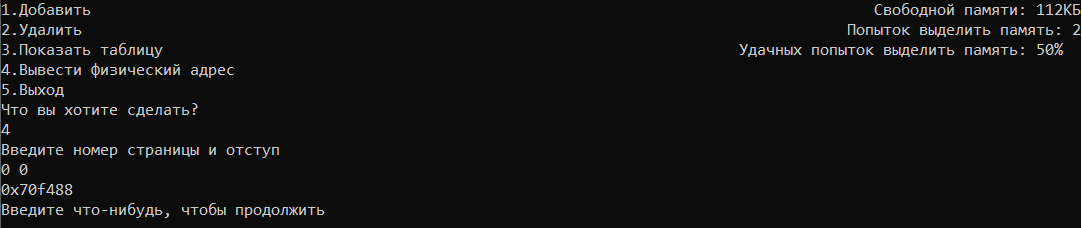 1.Добавить Свободной памяти: 112КБ
2.Удалить Попыток выделить память: 2
3.Показать таблицу Удачных попыток выделить память: 50%
4.Вывести физический адрес
5.Выход
Что вы хотите сделать?
4
Введите номер страницы и отступ
0 0
0x70f488
Введите что-нибудь, чтобы продолжить